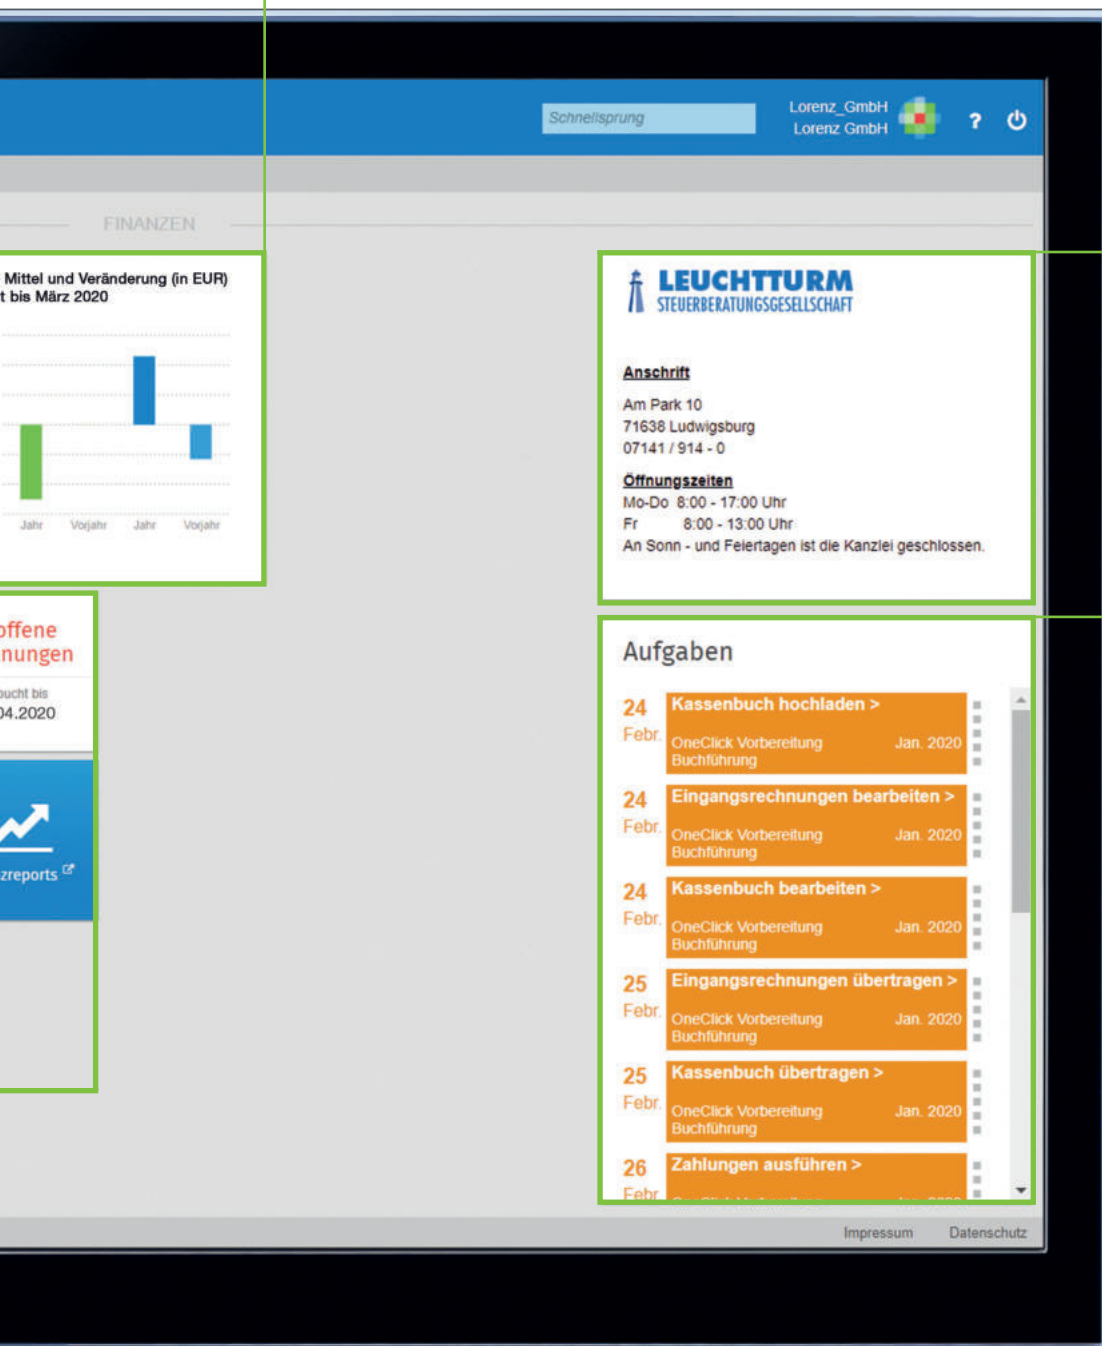 Schnellsprung
Lorenz_GmbH
Lorenz GmbH
?
FINANZEN
Mittel und Veränderung (in EUR)
t bis März 2020
Jahr Vorjahr Jahr Vorjahr
offene
nungen
bucht bis
04.2020
zreports
LEUCHTTURM
STEUERBERATUNGSGESELLSCHAFT
Anschrift
Am Park 10
71638 Ludwigsburg
07141 / 914 - 0
Öffnungszeiten
Mo-Do 8:00 - 17:00 Uhr
Fr 8:00 - 13:00 Uhr
An Sonn - und Feiertagen ist die Kanzlei geschlossen.
Aufgaben
24 Kassenbuch hochladen >
Febr.
OneClick Vorbereitung Jan. 2020
Buchführung
24 Eingangsrechnungen bearbeiten >
Febr.
OneClick Vorbereitung Jan. 2020
Buchführung
24 Kassenbuch bearbeiten >
Febr.
OneClick Vorbereitung Jan. 2020
Buchführung
25 Eingangsrechnungen übertragen >
Febr.
OneClick Vorbereitung Jan. 2020
Buchführung
25 Kassenbuch übertragen >
Febr.
OneClick Vorbereitung Jan. 2020
Buchführung
26 Zahlungen ausführen >
Febr
Impressum Datenschutz